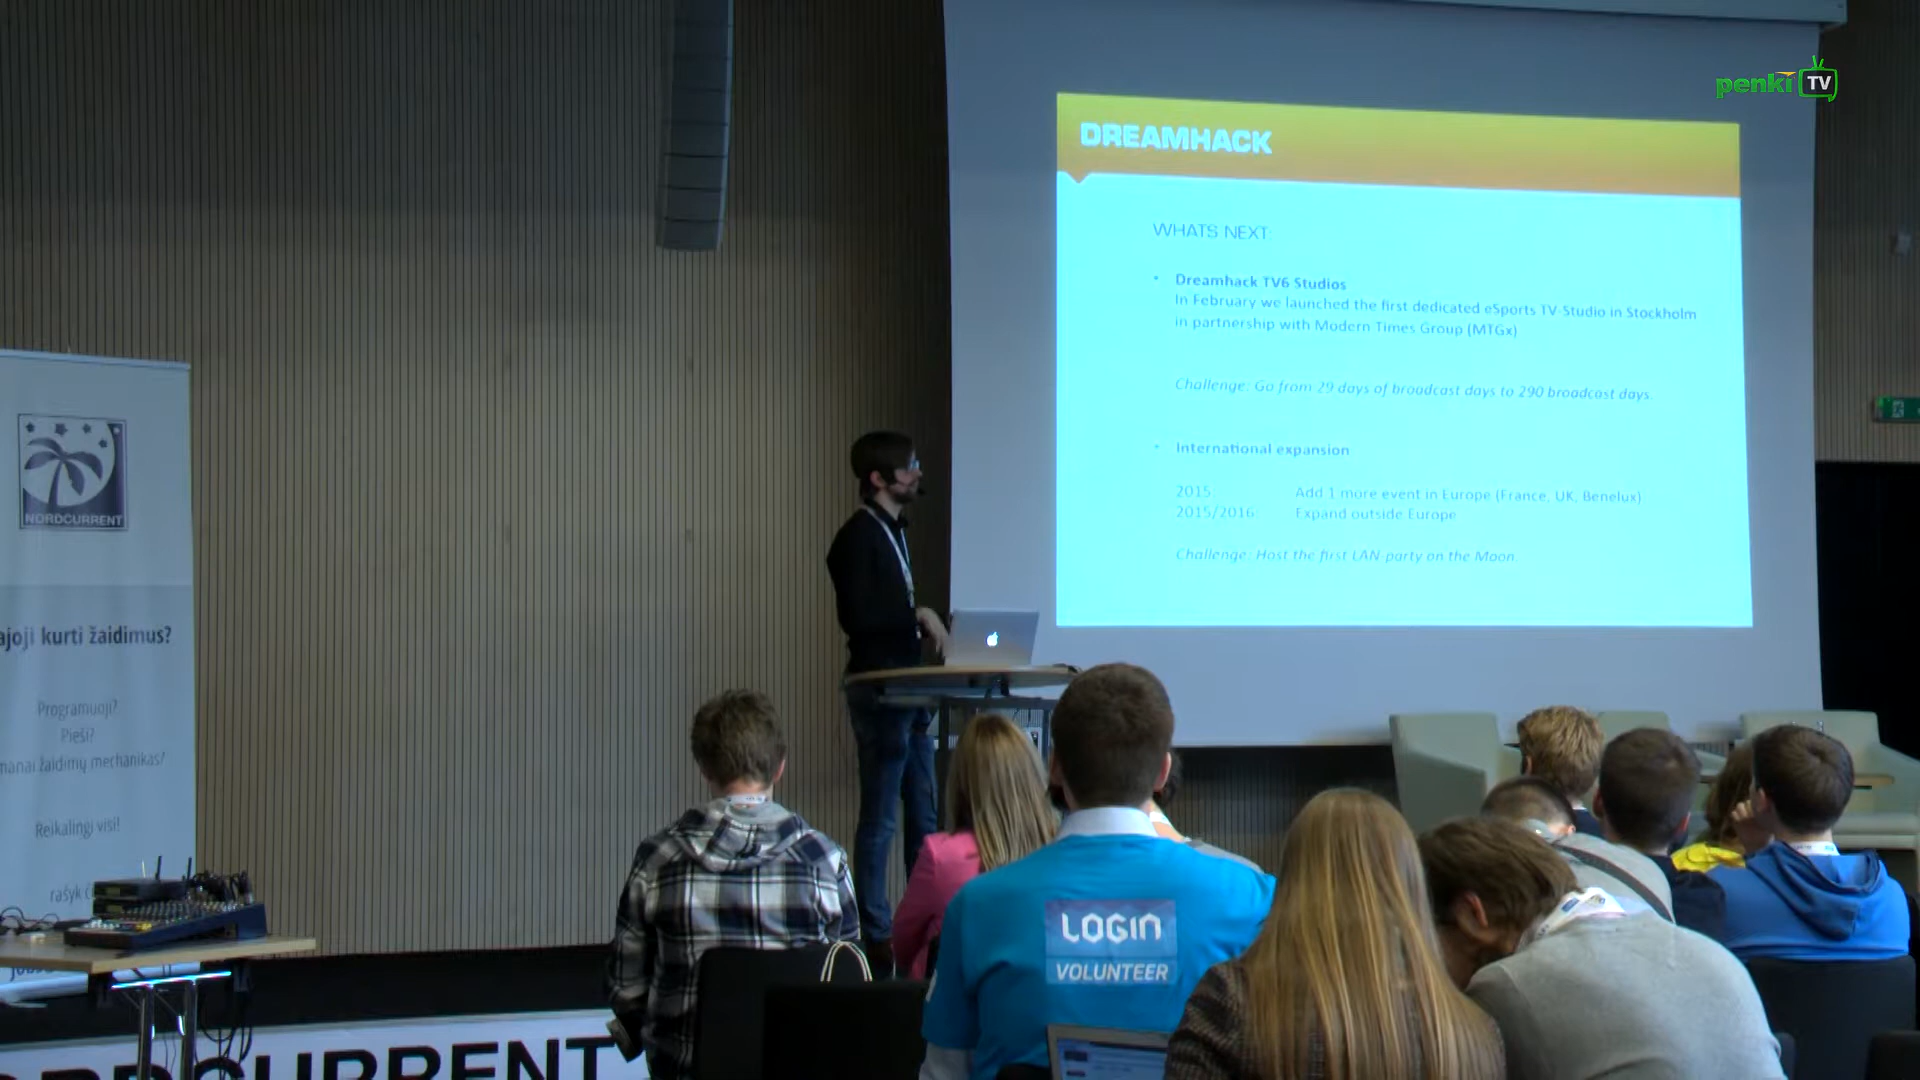 penki TV
DREAMHACK
WHATS NEXT:
• Dreamhack TV6 Studios
In February we launched the first dedicated eSports TV-Studio in Stockholm
in partnership with Modern Times Group (MTGx)
Challenge: Go from 29 days of broadcast days to 290 broadcast days.
• International expansion
2015: Add 1 more event in Europe (France, UK, Benelux)
2015/2016: Expand outside Europe
Challenge: Host the first LAN-party on the Moon.
NORDCURRENT
kurti žaidimus?
Programuoji?
Pieši?
žaidimų mechanikas?
Reikalingi visi!
rašyk
LOGIN
VOLUNTEER
NORDCURRENT